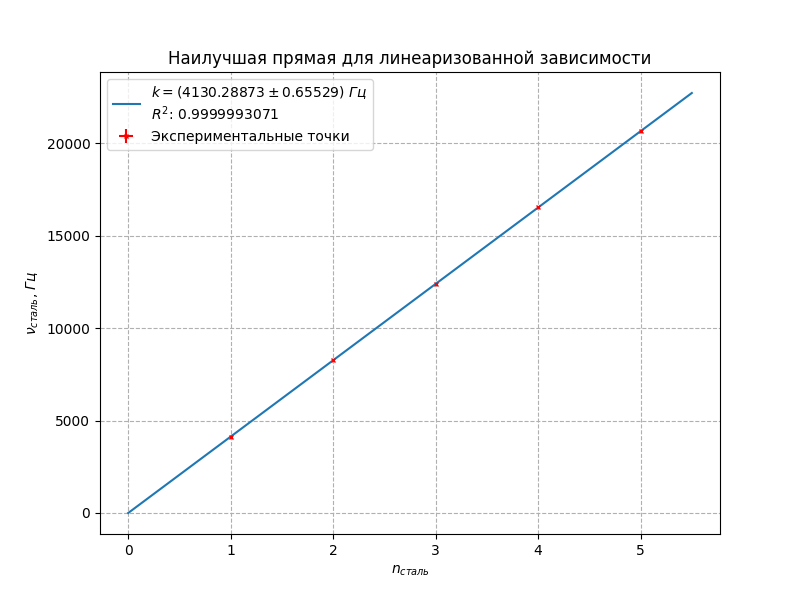 Наилучшая прямая для линеаризованной зависимости
k = (4130.28873 ± 0.65529) Гц
R²: 0.9999993071
Экспериментальные точки
20000
15000
10000
5000
0
ν_сталь, Гц
0 1 2 3 4 5
n_сталь